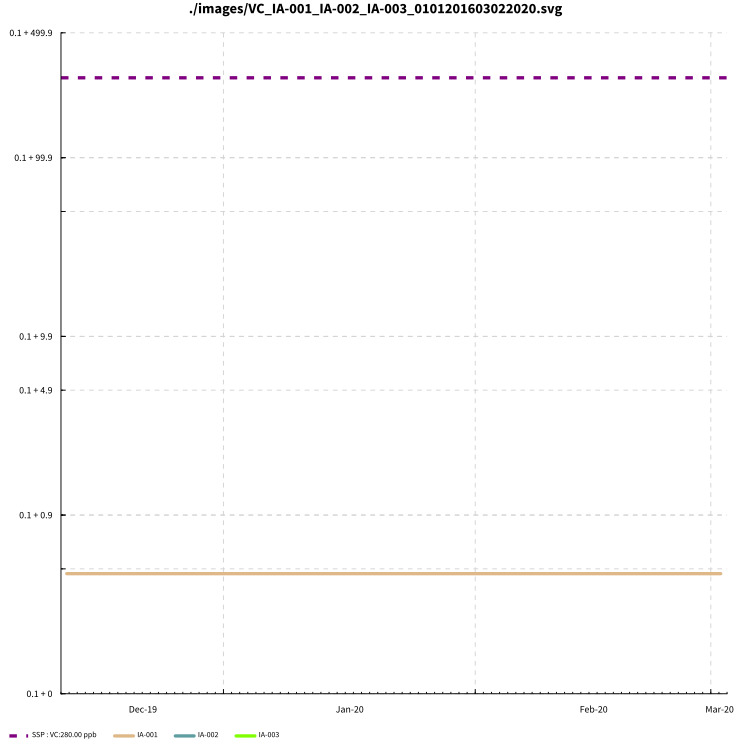 ./images/VC_IA-001_IA-002_IA-003_0101201603022020.svg
0.1 + 499.9
0.1 + 99.9
0.1 + 9.9
0.1 + 4.9
0.1 + 0.9
0.1 + 0
Dec-19 Jan-20 Feb-20 Mar-20
SSP : VC:280.00 ppb IA-001 IA-002 IA-003